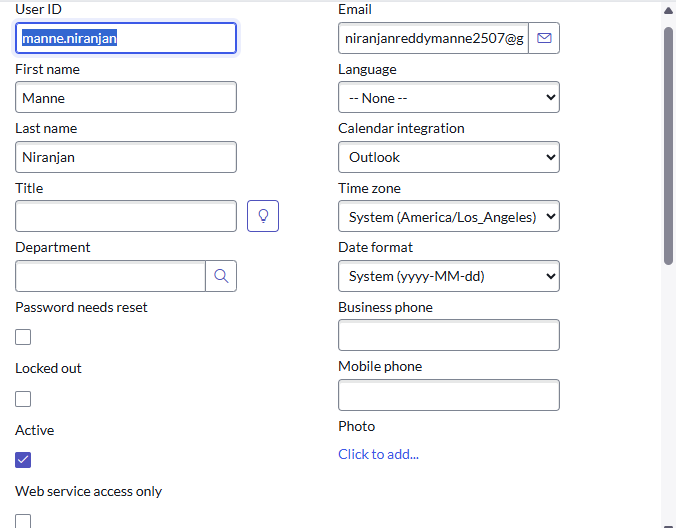 User ID
manne.niranjan
First name
Manne
Last name
Niranjan
Title
Department
Password needs reset
Locked out
Active
Web service access only
Email
niranjanreddymanne2507@g
Language
-- None --
Calendar integration
Outlook
Time zone
System (America/Los_Angeles)
Date format
System (yyyy-MM-dd)
Business phone
Mobile phone
Photo
Click to add...